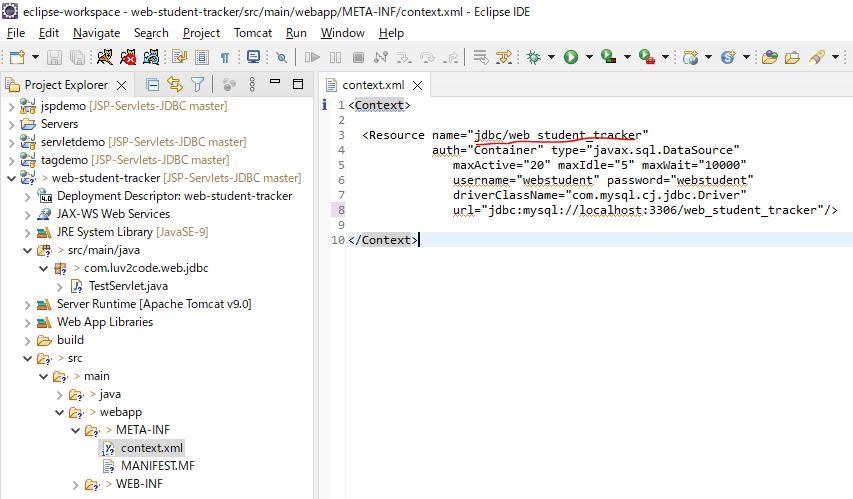 eclipse-workspace - web-student-tracker/src/main/webapp/META-INF/context.xml - Eclipse IDE
File Edit Navigate Search Project Tomcat Run Window Help
Project Explorer
jspdemo [JSP-Servlets-JDBC master]
Servers
servletdemo [JSP-Servlets-JDBC master]
tagdemo [JSP-Servlets-JDBC master]
> web-student-tracker [JSP-Servlets-JDBC master]
Deployment Descriptor: web-student-tracker
JAX-WS Web Services
JRE System Library [JavaSE-9]
> src/main/java
> com.luv2code.web.jdbc
TestServlet.java
Server Runtime [Apache Tomcat v9.0]
Web App Libraries
build
> src
> main
> java
> webapp
> META-INF
context.xml
MANIFEST.MF
> WEB-INF
context.xml
1 <Context>
2
3 <Resource name="jdbc/web_student_tracker"
4 auth="Container" type="javax.sql.DataSource"
5 maxActive="20" maxIdle="5" maxWait="10000"
6 username="webstudent" password="webstudent"
7 driverClassName="com.mysql.cj.jdbc.Driver"
8 url="jdbc:mysql://localhost:3306/web_student_tracker"/>
9
10 </Context>